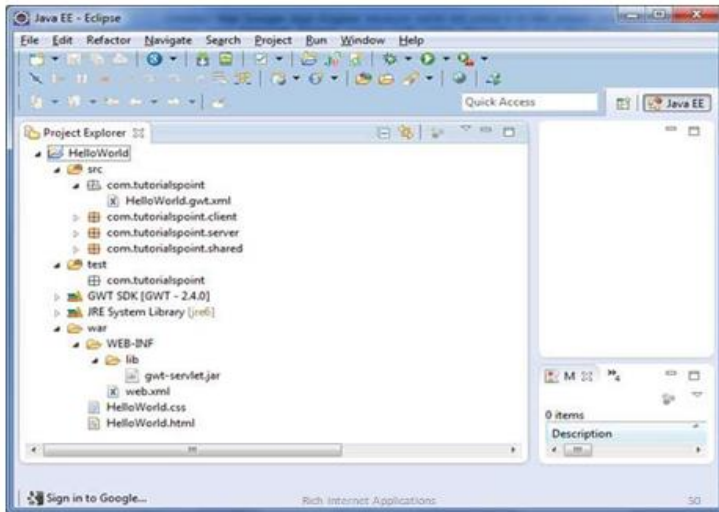 Java EE - Eclipse
File Edit Refactor Navigate Search Project Run Window Help
Quick Access
Java EE
Project Explorer
HelloWorld
src
com.tutorialspoint
HelloWorld.gwt.xml
com.tutorialspoint.client
com.tutorialspoint.server
com.tutorialspoint.shared
test
com.tutorialspoint
GWT SDK [GWT - 2.4.0]
JRE System Library [jre6]
war
WEB-INF
lib
gwt-servlet.jar
web.xml
HelloWorld.css
HelloWorld.html
M
4
0 items
Description
Sign in to Google...
Rich Internet Applications
50